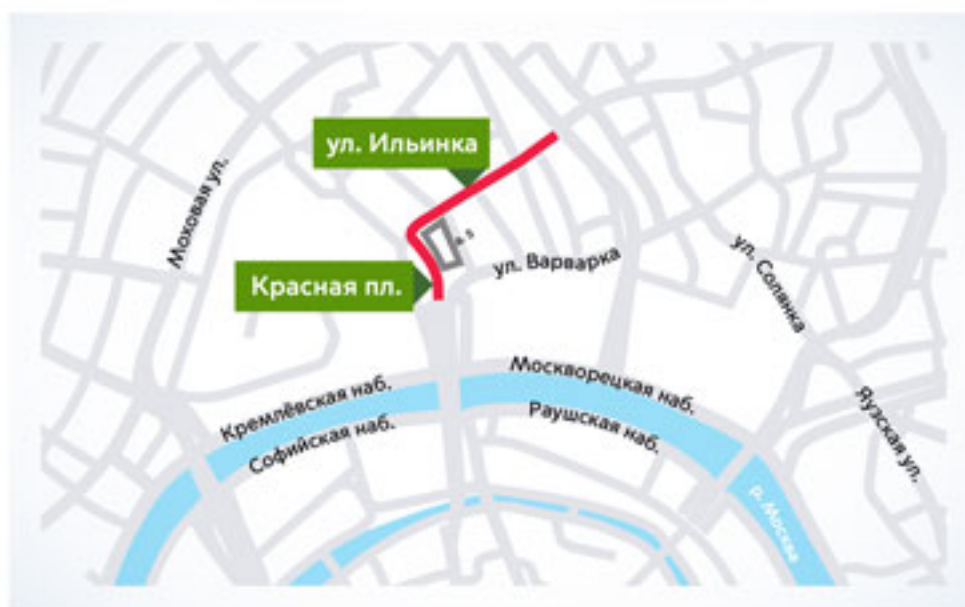 ул. Ильинка
Моховая ул.
Красная пл.
ул. Варварка
ул. Солянка
Кремлёвская наб.
Москворецкая наб.
Софийская наб.
Раушская наб.
Яузская ул.
р. Москва